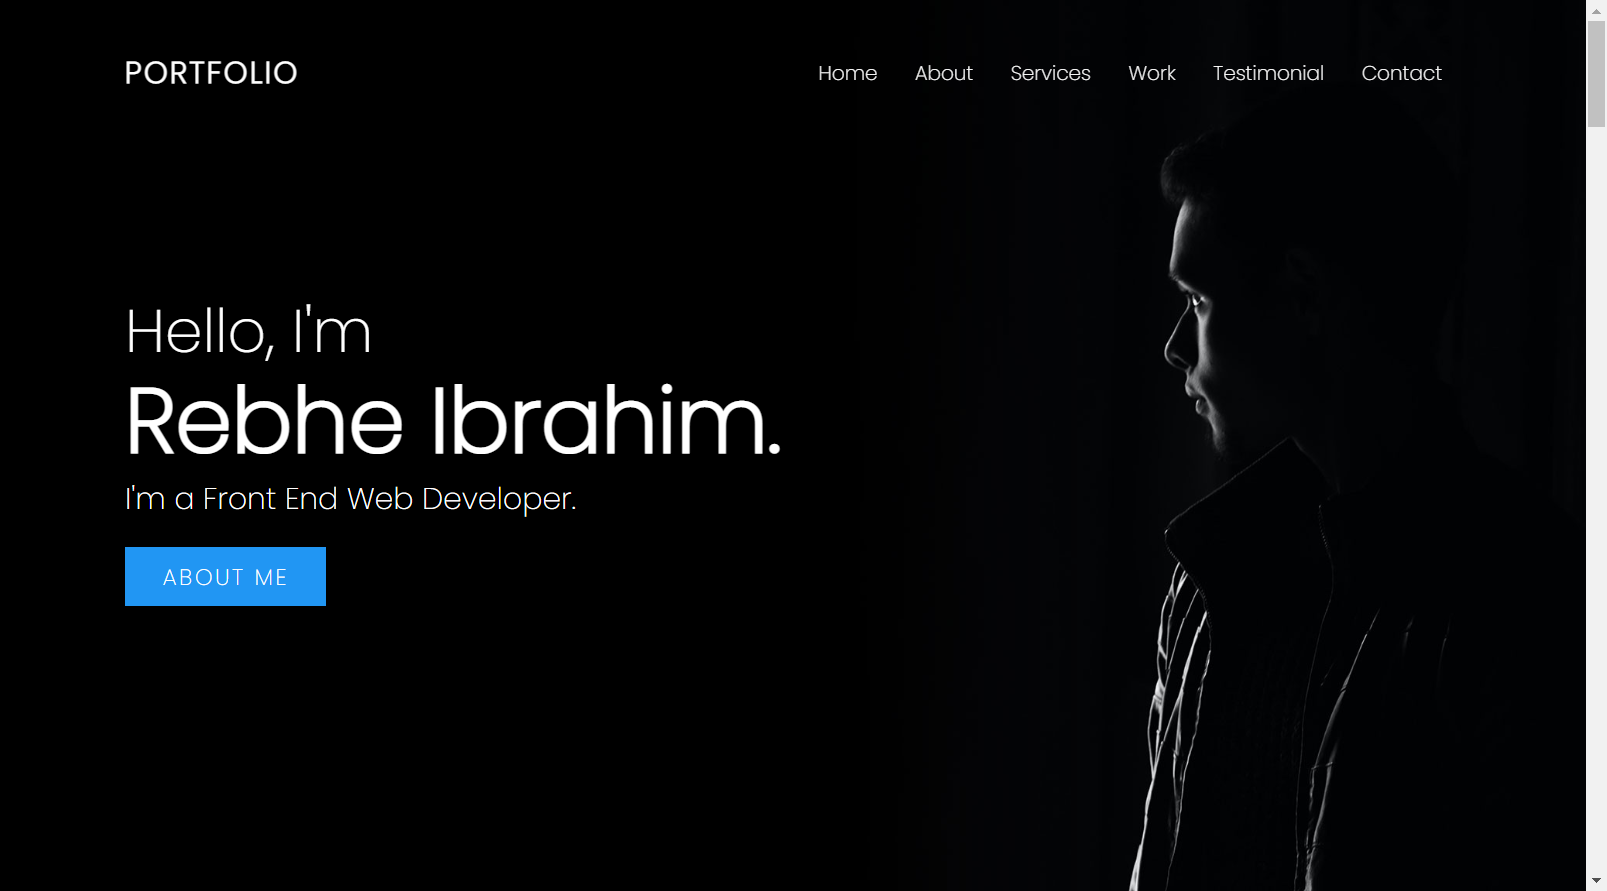 PORTFOLIO
Home About Services Work Testimonial Contact
Hello, I'm
Rebhe Ibrahim.
I'm a Front End Web Developer.
ABOUT ME